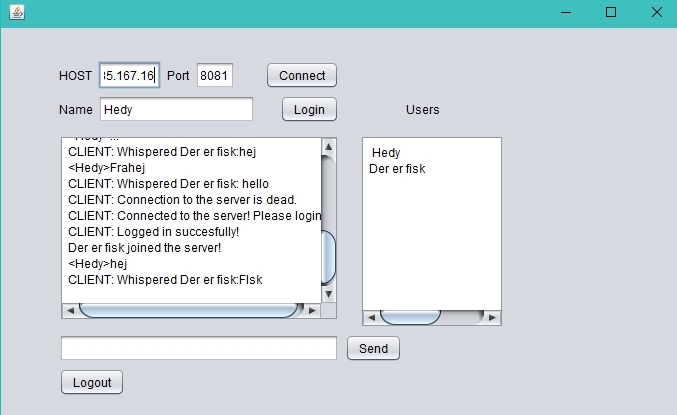 HOST 35.167.16 Port 8081 Connect
Name Hedy Login Users
CLIENT: Whispered Der er fisk:hej
<Hedy>Frahej
CLIENT: Whispered Der er fisk: hello
CLIENT: Connection to the server is dead.
CLIENT: Connected to the server! Please login
CLIENT: Logged in succesfully!
Der er fisk joined the server!
<Hedy>hej
CLIENT: Whispered Der er fisk:FIsk
Hedy
Der er fisk
Send
Logout